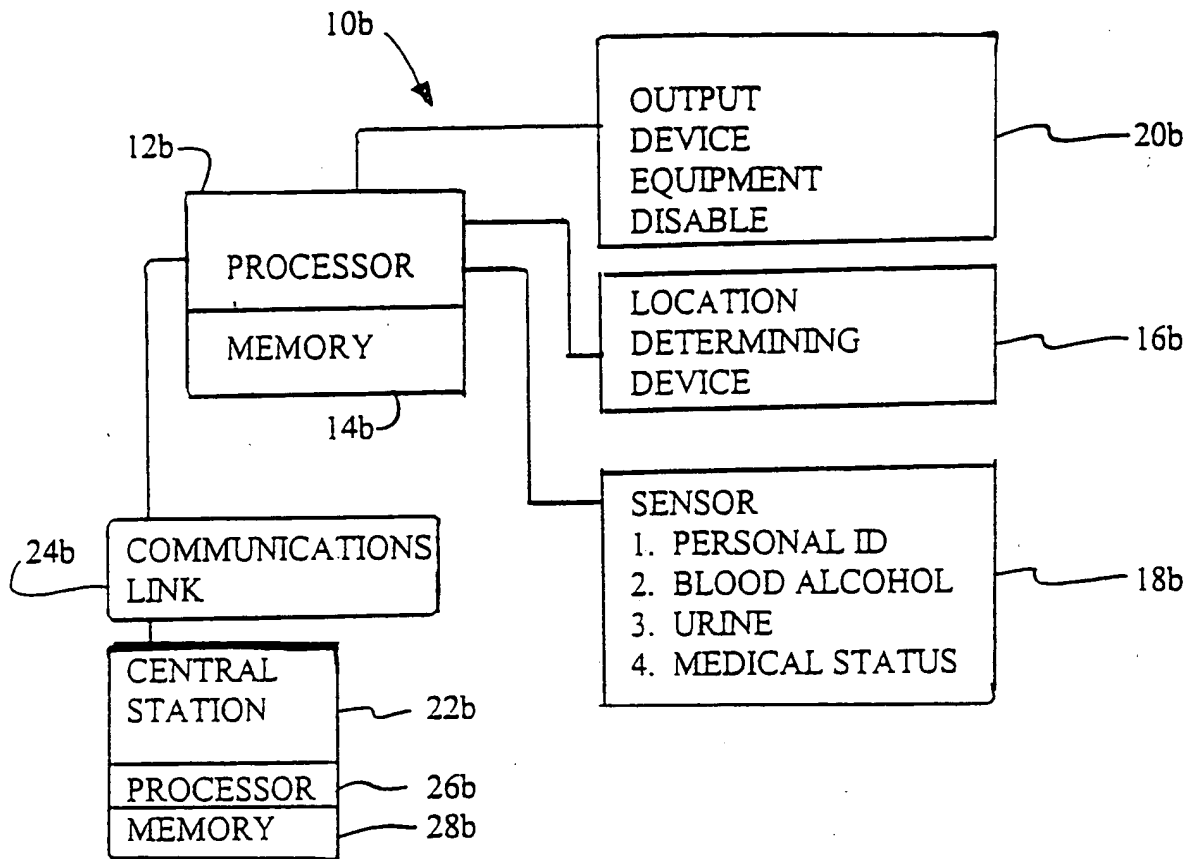 10b
OUTPUT
DEVICE
EQUIPMENT
DISABLE
20b
12b
PROCESSOR
MEMORY
14b
LOCATION
DETERMINING
DEVICE
16b
SENSOR
1. PERSONAL ID
2. BLOOD ALCOHOL
3. URINE
4. MEDICAL STATUS
18b
24b
COMMUNICATIONS
LINK
CENTRAL
STATION
22b
PROCESSOR
26b
MEMORY
28b